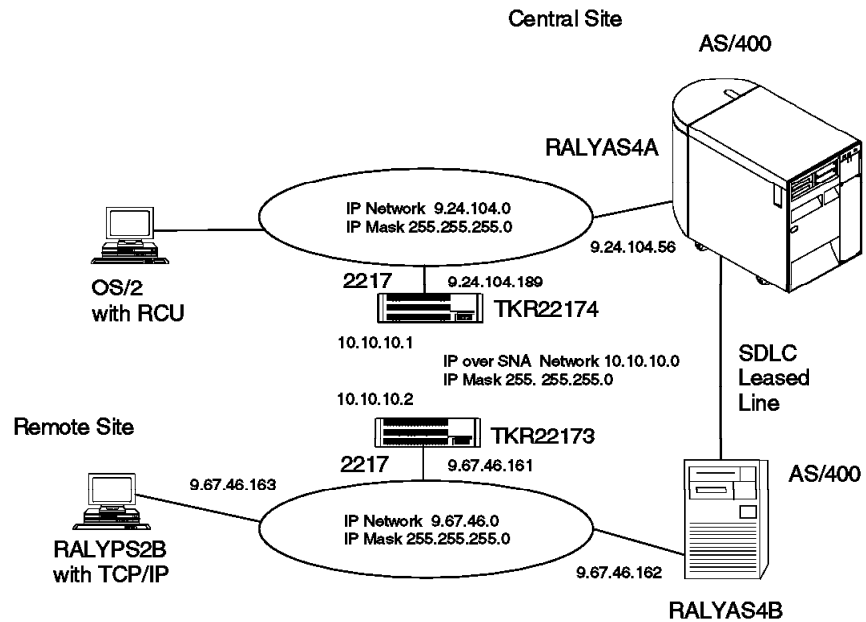 Central Site
AS/400
RALYAS4A
IP Network 9.24.104.0
IP Mask 255.255.255.0
9.24.104.56
OS/2
with RCU
2217
9.24.104.189
TKR22174
10.10.10.1
IP over SNA Network 10.10.10.0
IP Mask 255. 255.255.0
SDLC
Leased
Line
10.10.10.2
Remote Site
TKR22173
2217
9.67.46.161
AS/400
9.67.46.163
IP Network 9.67.46.0
IP Mask 255.255.255.0
RALYPS2B
with TCP/IP
9.67.46.162
RALYAS4B